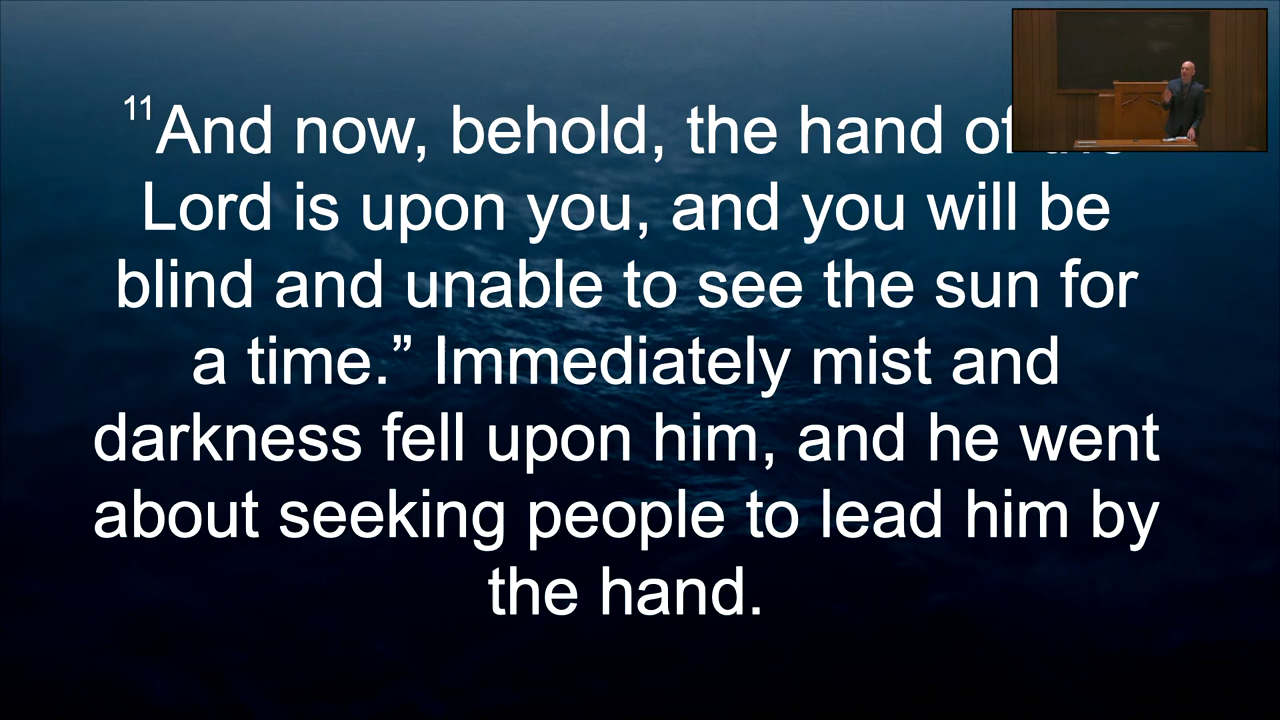 11And now, behold, the hand of
Lord is upon you, and you will be
blind and unable to see the sun for
a time.” Immediately mist and
darkness fell upon him, and he went
about seeking people to lead him by
the hand.